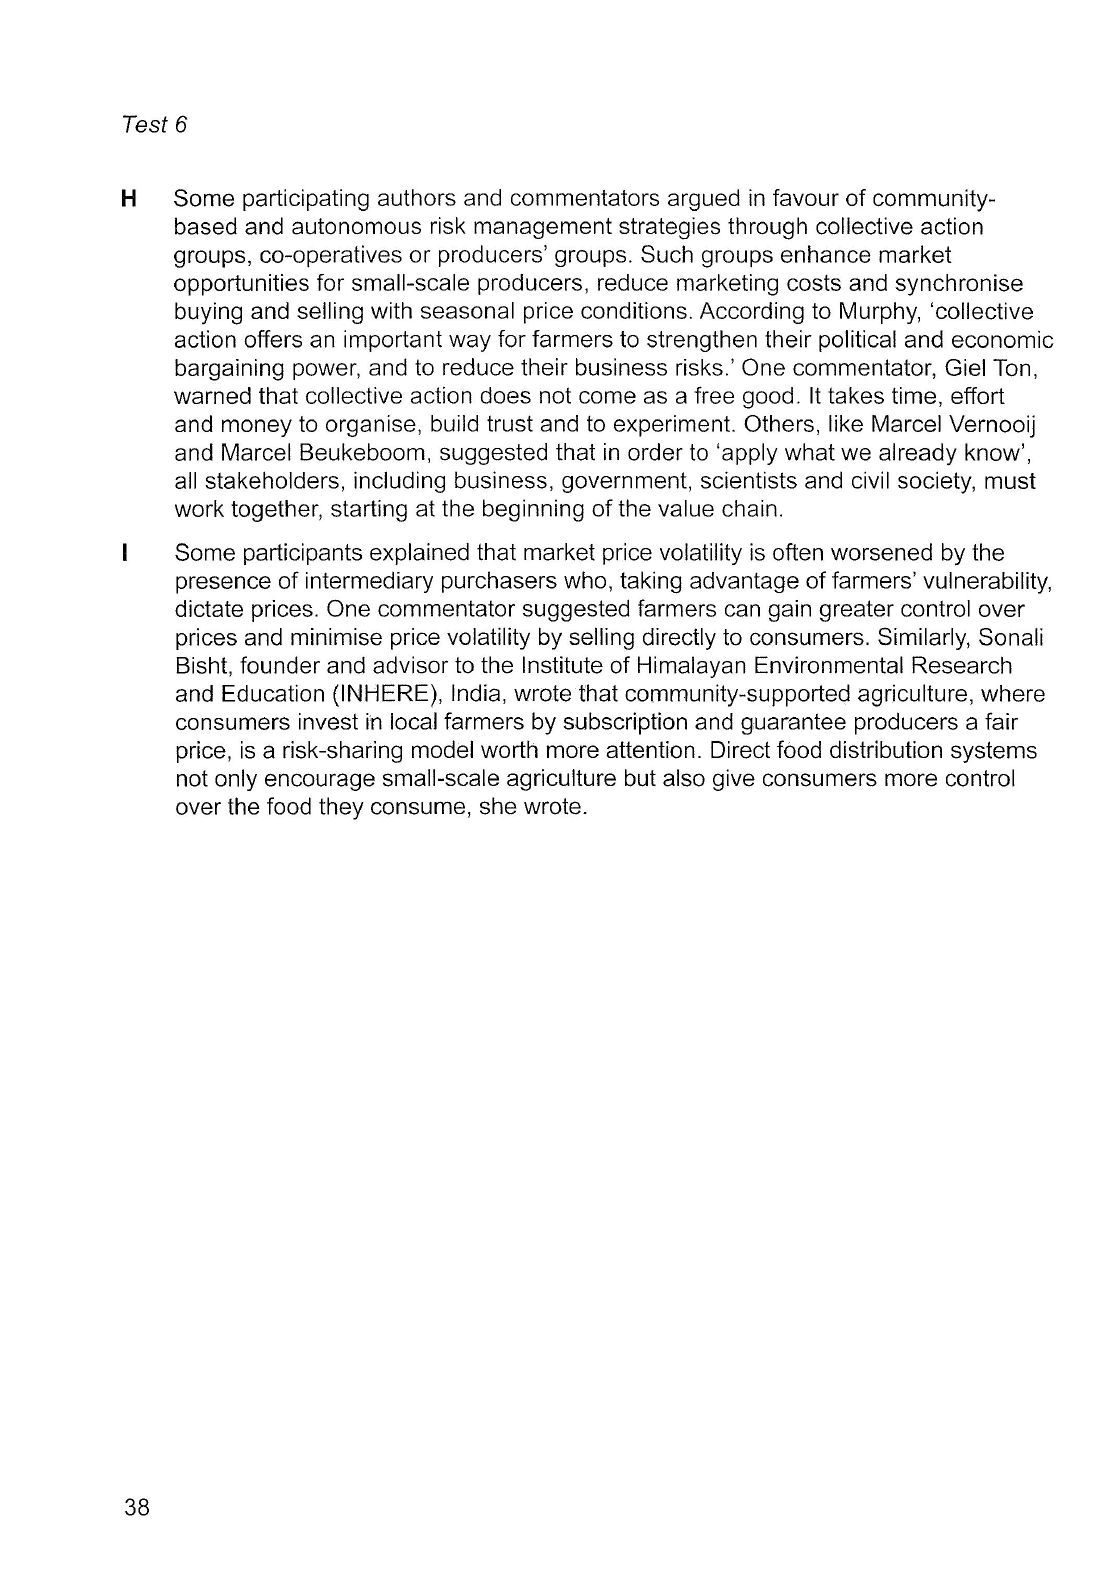 Test 6
H Some participating authors and commentators argued in favour of community-
based and autonomous risk management strategies through collective action
groups, co-operatives or producers’ groups. Such groups enhance market
opportunities for small-scale producers, reduce marketing costs and synchronise
buying and selling with seasonal price conditions. According to Murphy, ‘collective
action offers an important way for farmers to strengthen their political and economic
bargaining power, and to reduce their business risks.’ One commentator, Giel Ton,
warned that collective action does not come as a free good. It takes time, effort
and money to organise, build trust and to experiment. Others, like Marcel Vernooij
and Marcel Beukeboom, suggested that in order to ‘apply what we already know’,
all stakeholders, including business, government, scientists and civil society, must
work together, starting at the beginning of the value chain.
I Some participants explained that market price volatility is often worsened by the
presence of intermediary purchasers who, taking advantage of farmers’ vulnerability,
dictate prices. One commentator suggested farmers can gain greater control over
prices and minimise price volatility by selling directly to consumers. Similarly, Sonali
Bisht, founder and advisor to the Institute of Himalayan Environmental Research
and Education (INHERE), India, wrote that community-supported agriculture, where
consumers invest in local farmers by subscription and guarantee producers a fair
price, is a risk-sharing model worth more attention. Direct food distribution systems
not only encourage small-scale agriculture but also give consumers more control
over the food they consume, she wrote.
38